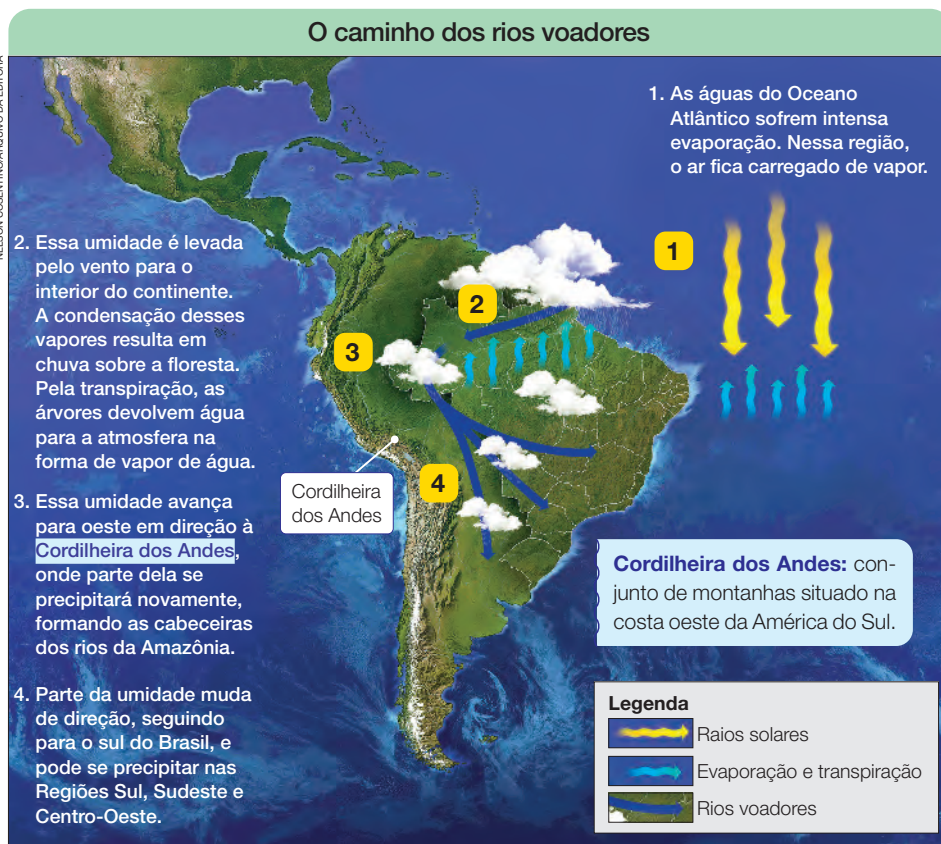 O caminho dos rios voadores
1. As águas do Oceano
Atlântico sofrem intensa
evaporação. Nessa região,
o ar fica carregado de vapor.
1
2. Essa umidade é levada
pelo vento para o
interior do continente.
A condensação desses
vapores resulta em
chuva sobre a floresta.
Pela transpiração, as
árvores devolvem água
para a atmosfera na
forma de vapor de água.
2
3
3. Essa umidade avança
para oeste em direção à
Cordilheira dos Andes,
onde parte dela se
precipitará novamente,
formando as cabeceiras
dos rios da Amazônia.
Cordilheira
dos Andes
4
4. Parte da umidade muda
de direção, seguindo
para o sul do Brasil, e
pode se precipitar nas
Regiões Sul, Sudeste e
Centro-Oeste.
Cordilheira dos Andes: con-
junto de montanhas situado na
costa oeste da América do Sul.
Legenda
Raios solares
Evaporação e transpiração
Rios voadores